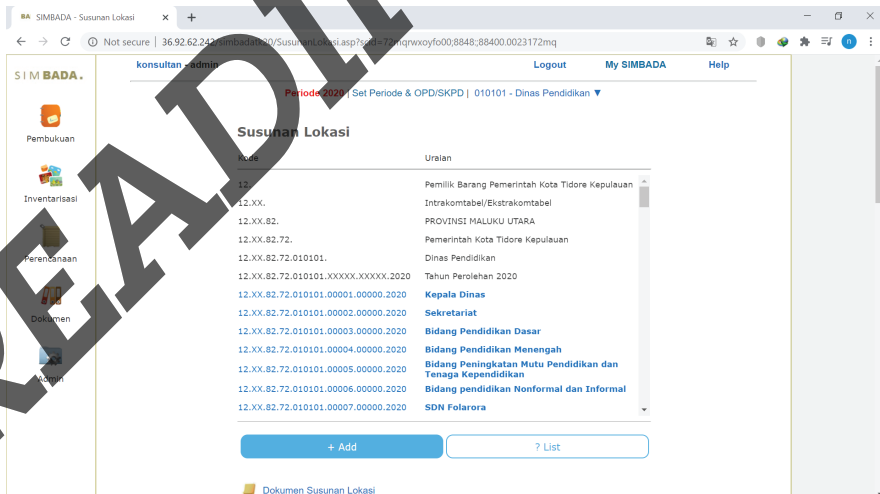 SIMBADA - Susunan Lokasi
Not secure | 36.92.62.242/simbadatk20/SusunanLokasi.asp?
konsultan - admin
Logout
My SIMBADA
Help
SIMBADA.
Periode 2020 | Set Periode & OPD/SKPD | 010101 - Dinas Pendidikan ▼
Pembukuan
Inventarisasi
Perencanaan
Dokumen
Admin
Susunan Lokasi
Kode Uraian
12. Pemilik Barang Pemerintah Kota Tidore Kepulauan
12.XX. Intrakomtabel/Ekstrakomtabel
12.XX.82. PROVINSI MALUKU UTARA
12.XX.82.72. Pemerintah Kota Tidore Kepulauan
12.XX.82.72.010101. Dinas Pendidikan
12.XX.82.72.010101.XXXXX.XXXXX.2020 Tahun Perolehan 2020
12.XX.82.72.010101.00001.00000.2020 Kepala Dinas
12.XX.82.72.010101.00002.00000.2020 Sekretariat
12.XX.82.72.010101.00003.00000.2020 Bidang Pendidikan Dasar
12.XX.82.72.010101.00004.00000.2020 Bidang Pendidikan Menengah
12.XX.82.72.010101.00005.00000.2020 Bidang Peningkatan Mutu Pendidikan dan
Tenaga Kependidikan
12.XX.82.72.010101.00006.00000.2020 Bidang pendidikan Nonformal dan Informal
12.XX.82.72.010101.00007.00000.2020 SDN Folarora
+ Add
? List
Dokumen Susunan Lokasi